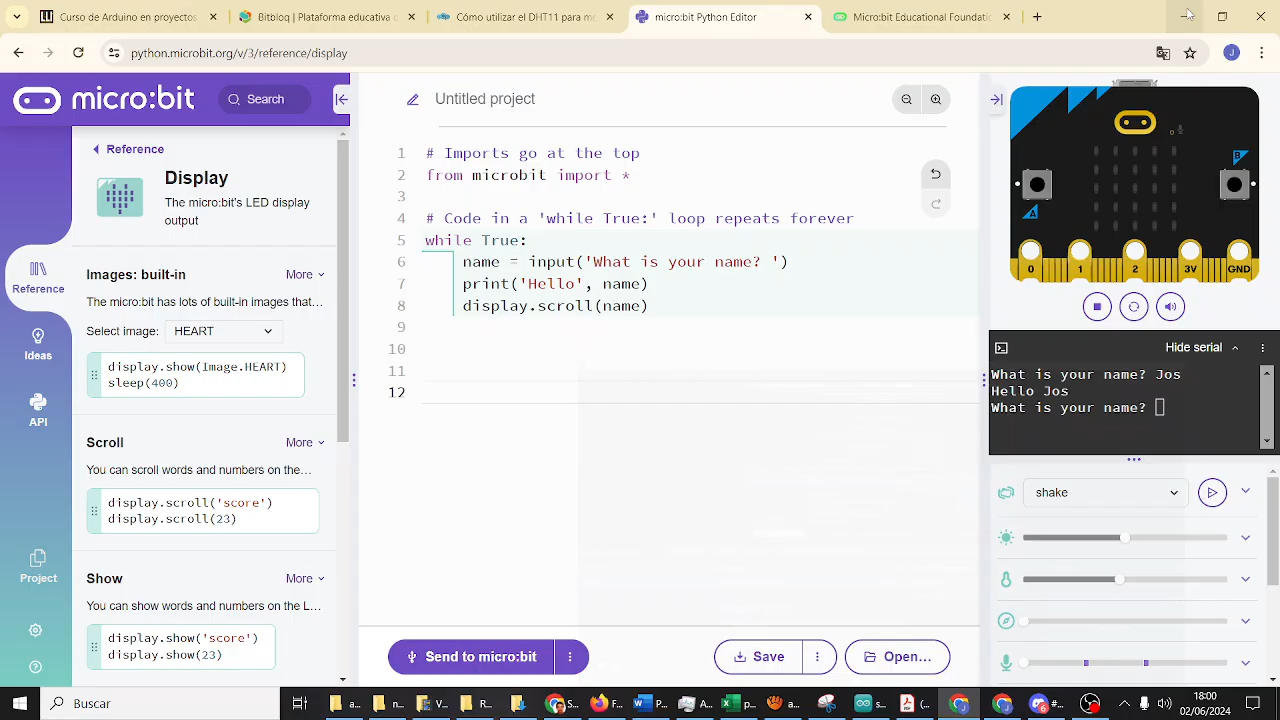 Curso de Arduino en proyectos
Bitbloq | Plataforma educativa
Cómo utilizar el DHT11 para m
micro:bit Python Editor
Micro:bit Educational Foundati
python.microbit.org/v/3/reference/display
J
micro:bit
Search
Untitled project
Reference
Display
The micro:bit's LED display
output
Images: built-in
More
The micro:bit has lots of built-in images that…
Select image:
HEART
display.show(Image.HEART)
sleep(400)
Scroll
More
You can scroll words and numbers on the…
display.scroll('score')
display.scroll(23)
Show
More
You can show words and numbers on the L…
display.show('score')
display.show(23)
Reference
Ideas
API
Project
1 # Imports go at the top
2 from microbit import *
3
4 # Code in a 'while True:' loop repeats forever
5 while True:
6 name = input('What is your name? ')
7 print('Hello', name)
8 display.scroll(name)
9
10
11
12
Send to micro:bit
Save
Open...
A
B
0 1 2 3V GND
Hide serial
What is your name? Jos
Hello Jos
What is your name?
shake
Buscar
18:00
02/06/2024